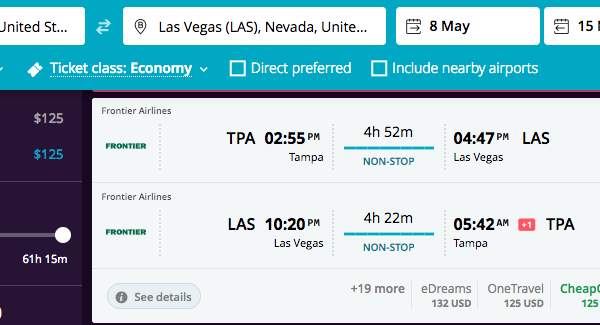 United St...
Las Vegas (LAS), Nevada, Unite...
8 May
15 M
Ticket class: Economy
Direct preferred
Include nearby airports
$125
$125
61h 15m
Frontier Airlines
FRONTIER
TPA 02:55 PM
Tampa
4h 52m
NON-STOP
04:47 PM LAS
Las Vegas
Frontier Airlines
FRONTIER
LAS 10:20 PM
Las Vegas
4h 22m
NON-STOP
05:42 AM +1 TPA
Tampa
See details
+19 more
eDreams
132 USD
OneTravel
125 USD
CheapO
125